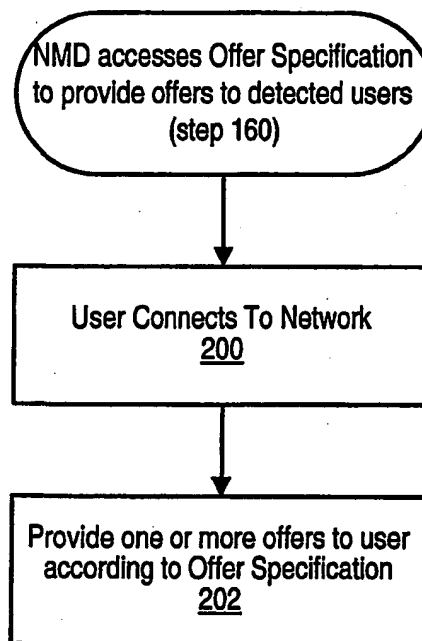 NMD accesses Offer Specification
to provide offers to detected users
(step 160)
User Connects To Network
200
Provide one or more offers to user
according to Offer Specification
202